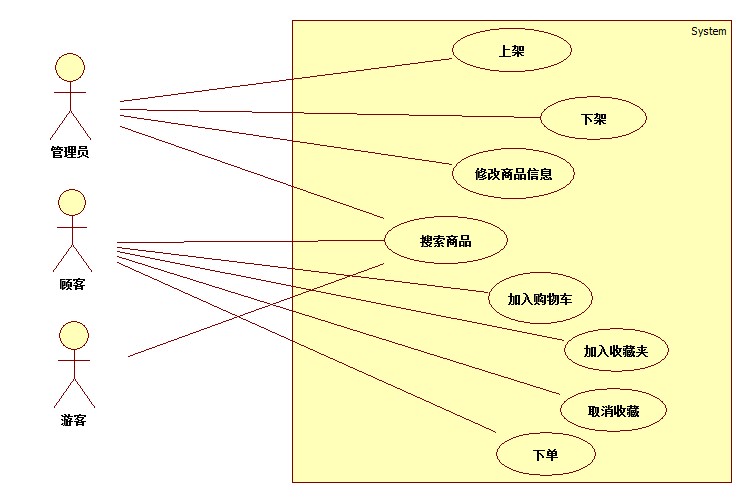 System
上架
下架
管理员
修改商品信息
搜索商品
顾客
加入购物车
加入收藏夹
取消收藏
游客
下单